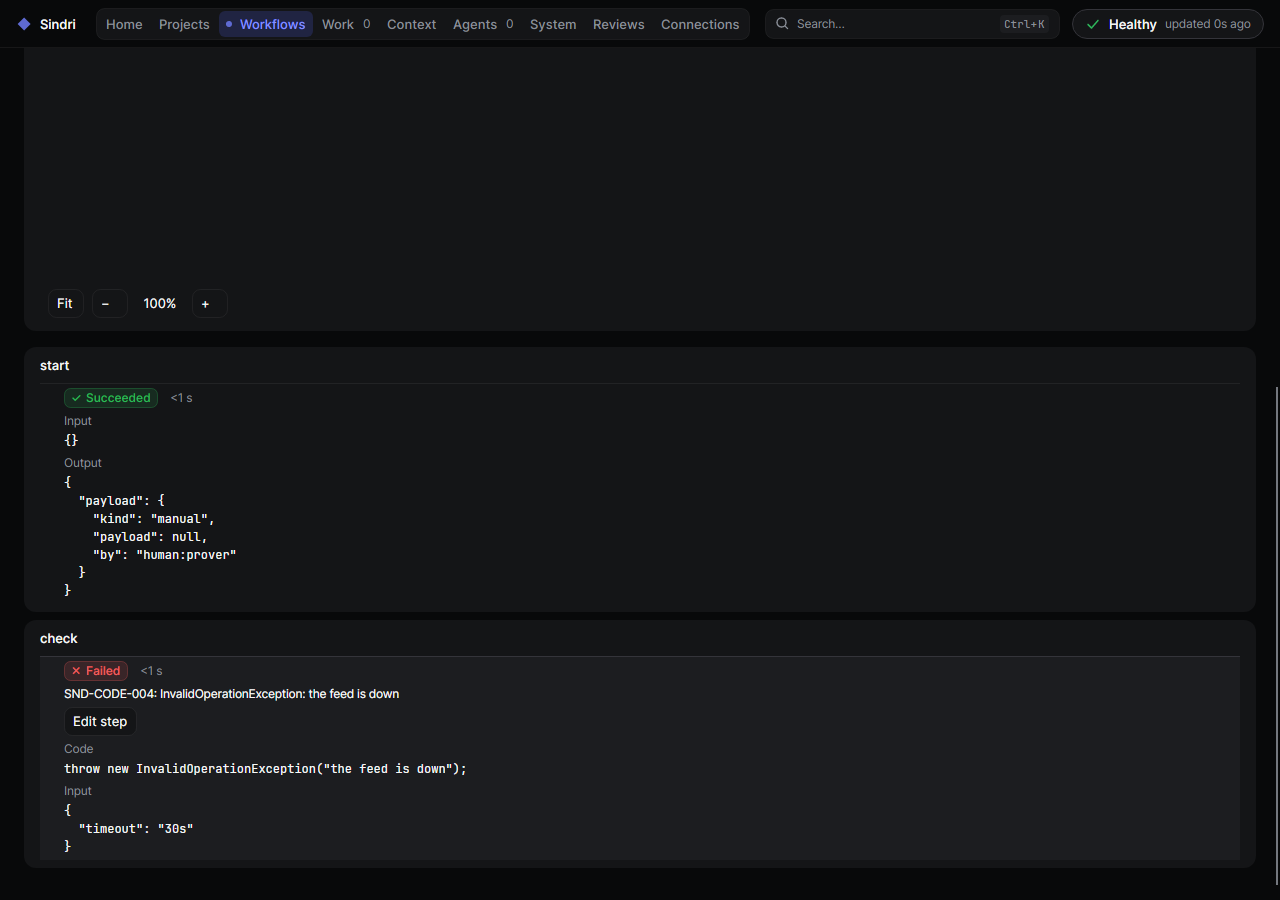 Sindri Home Projects Workflows Work 0 Context Agents 0 System Reviews Connections Search... Ctrl+K Healthy updated 0s ago
Fit − 100% +
start
Succeeded <1 s
Input
{}
Output
{
  "payload": {
    "kind": "manual",
    "payload": null,
    "by": "human:prover"
  }
}
check
Failed <1 s
SND-CODE-004: InvalidOperationException: the feed is down
Edit step
Code
throw new InvalidOperationException("the feed is down");
Input
{
  "timeout": "30s"
}